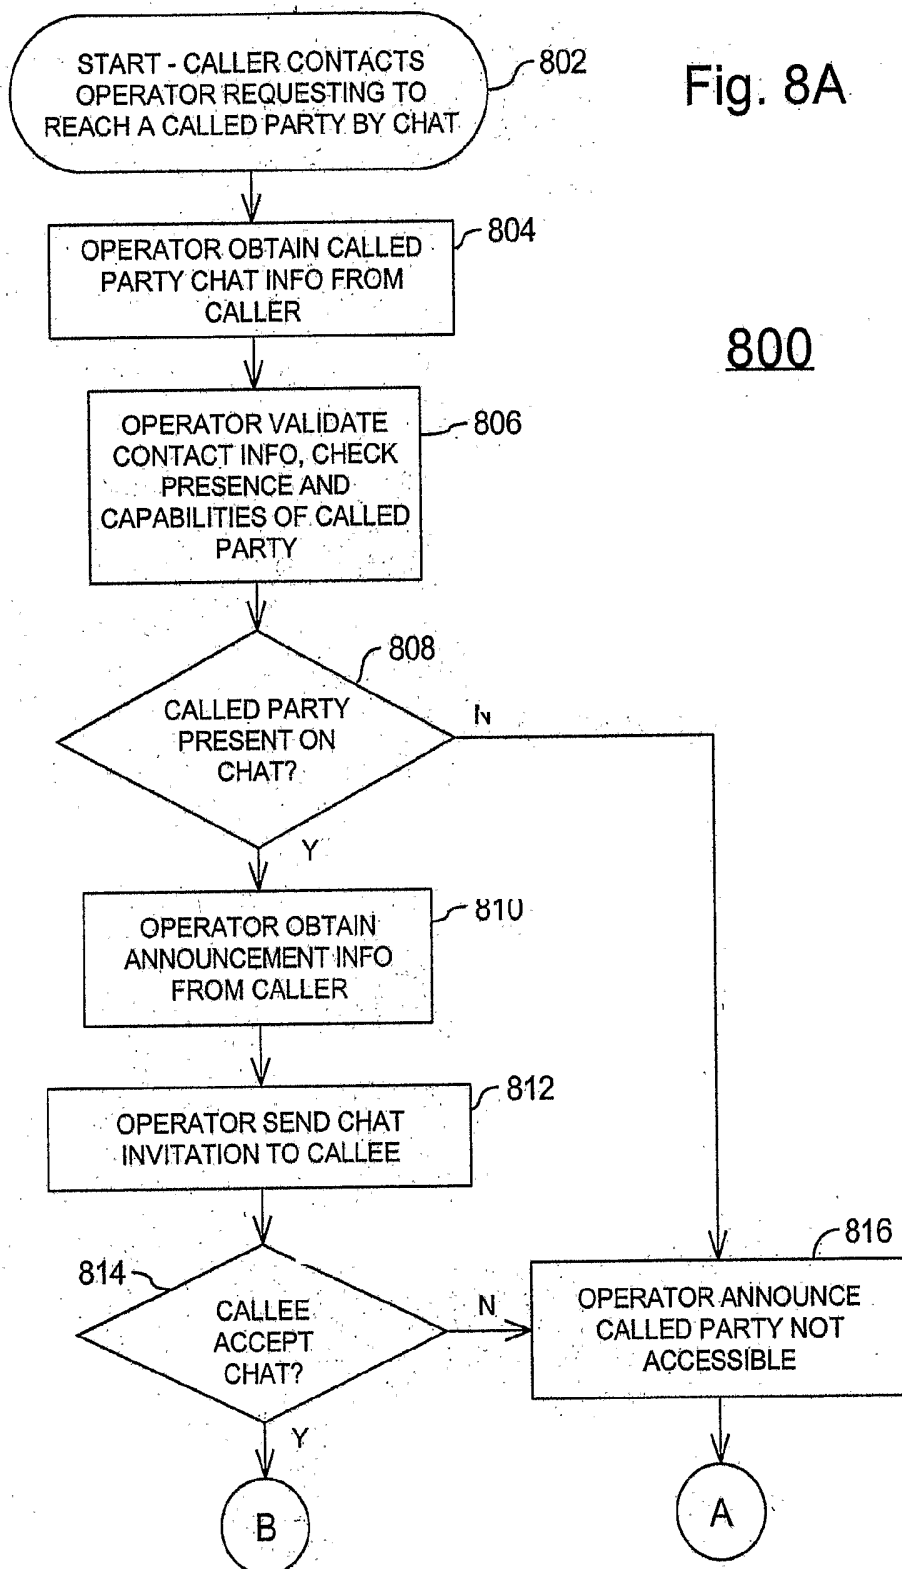 START - CALLER CONTACTS
OPERATOR REQUESTING TO
REACH A CALLED PARTY BY CHAT
802
Fig. 8A
OPERATOR OBTAIN CALLED
PARTY CHAT INFO FROM
CALLER
804
800
OPERATOR VALIDATE
CONTACT INFO, CHECK
PRESENCE AND
CAPABILITIES OF CALLED
PARTY
806
CALLED PARTY
PRESENT ON
CHAT?
808
N
Y
OPERATOR OBTAIN
ANNOUNCEMENT INFO
FROM CALLER
810
OPERATOR SEND CHAT
INVITATION TO CALLEE
812
814
CALLEE
ACCEPT
CHAT?
N
Y
816
OPERATOR ANNOUNCE
CALLED PARTY NOT
ACCESSIBLE
B
A